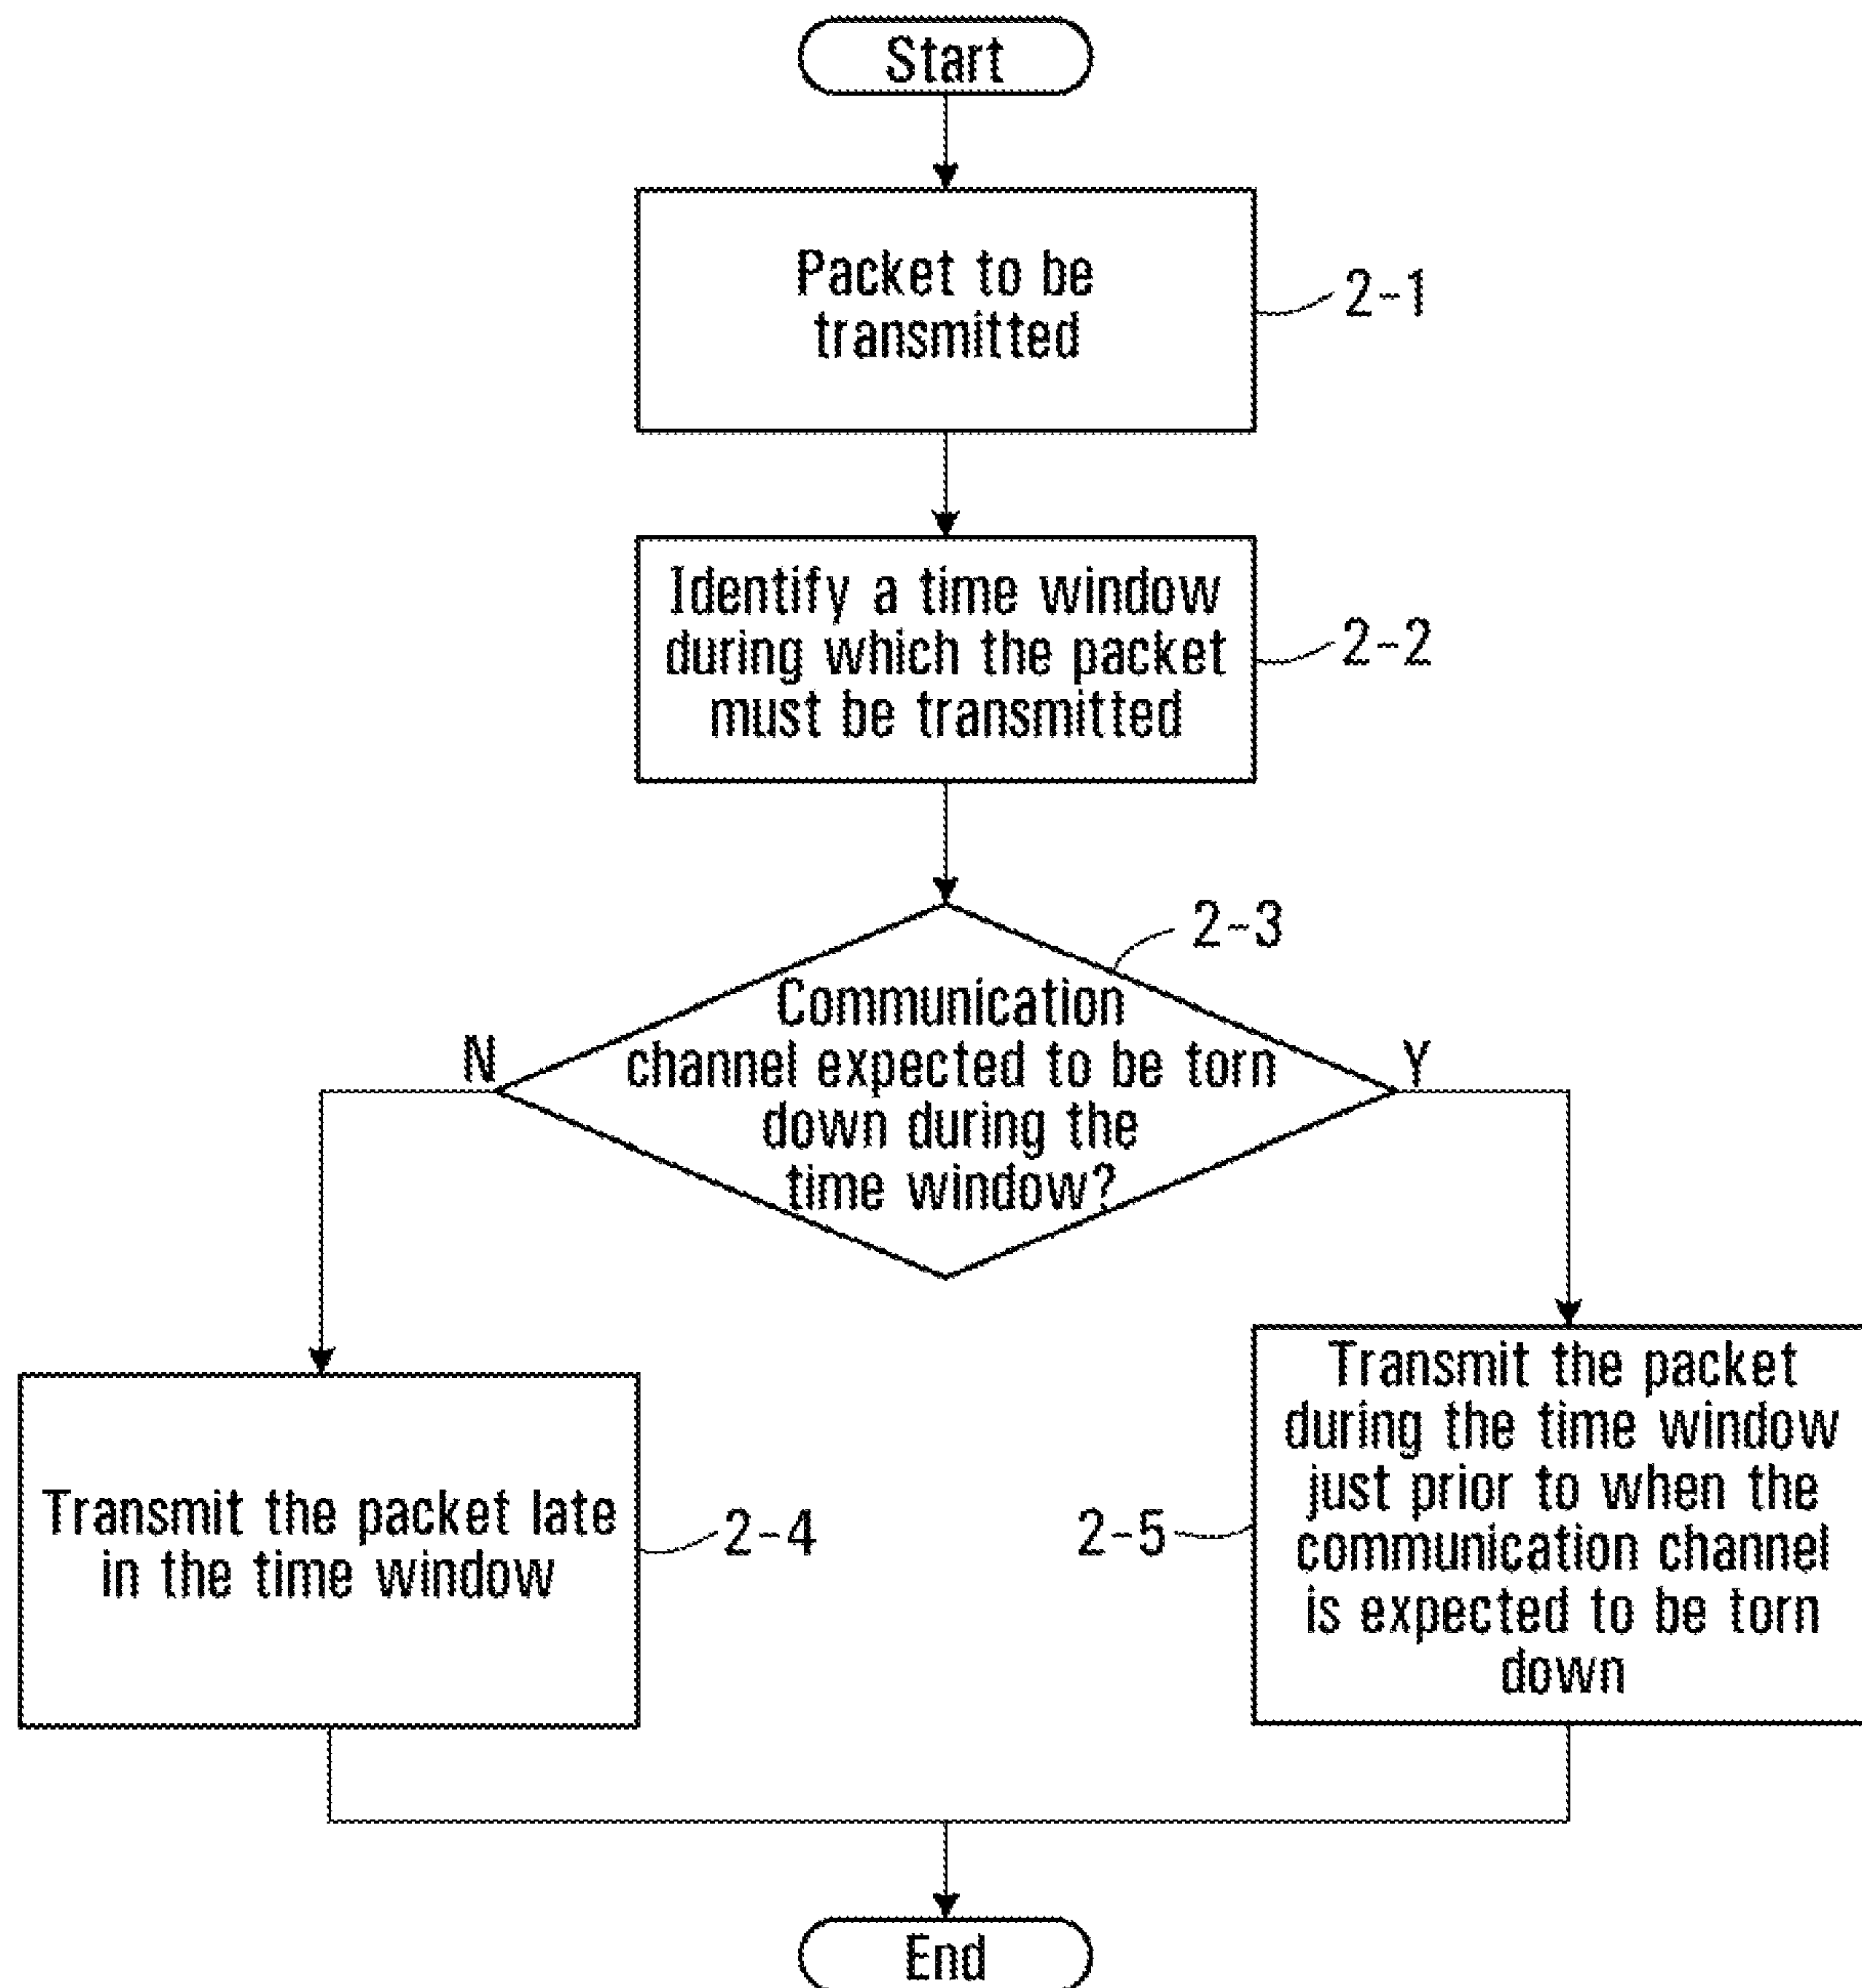 Start
Packet to be
transmitted
2-1
Identify a time window
during which the packet
must be transmitted
2-2
2-3
Communication
channel expected to be torn
down during the
time window?
N
Y
Transmit the packet late
in the time window
2-4
Transmit the packet
during the time window
just prior to when the
communication channel
is expected to be torn
down
2-5
End